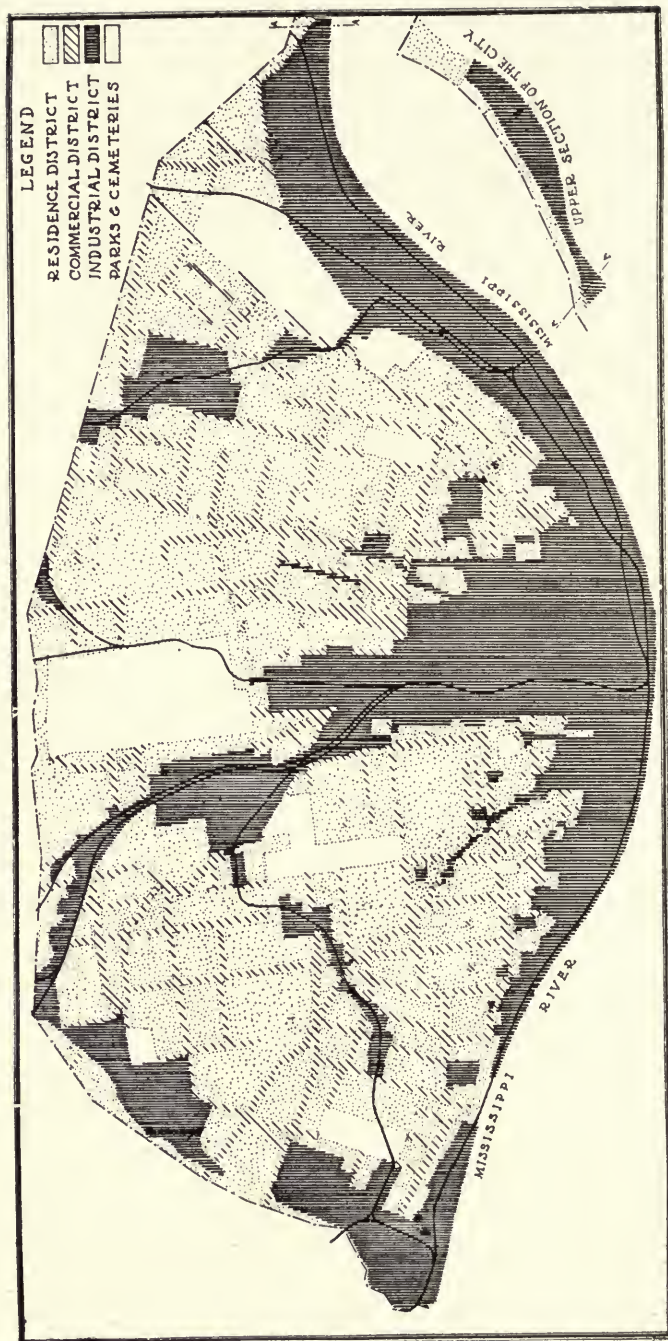 LEGEND
RESIDENCE DISTRICT
COMMERCIAL DISTRICT
INDUSTRIAL DISTRICT
PARKS & CEMETERIES
UPPER SECTION OF THE CITY
A
A
MISSISSIPPI RIVER
MISSISSIPPI RIVER